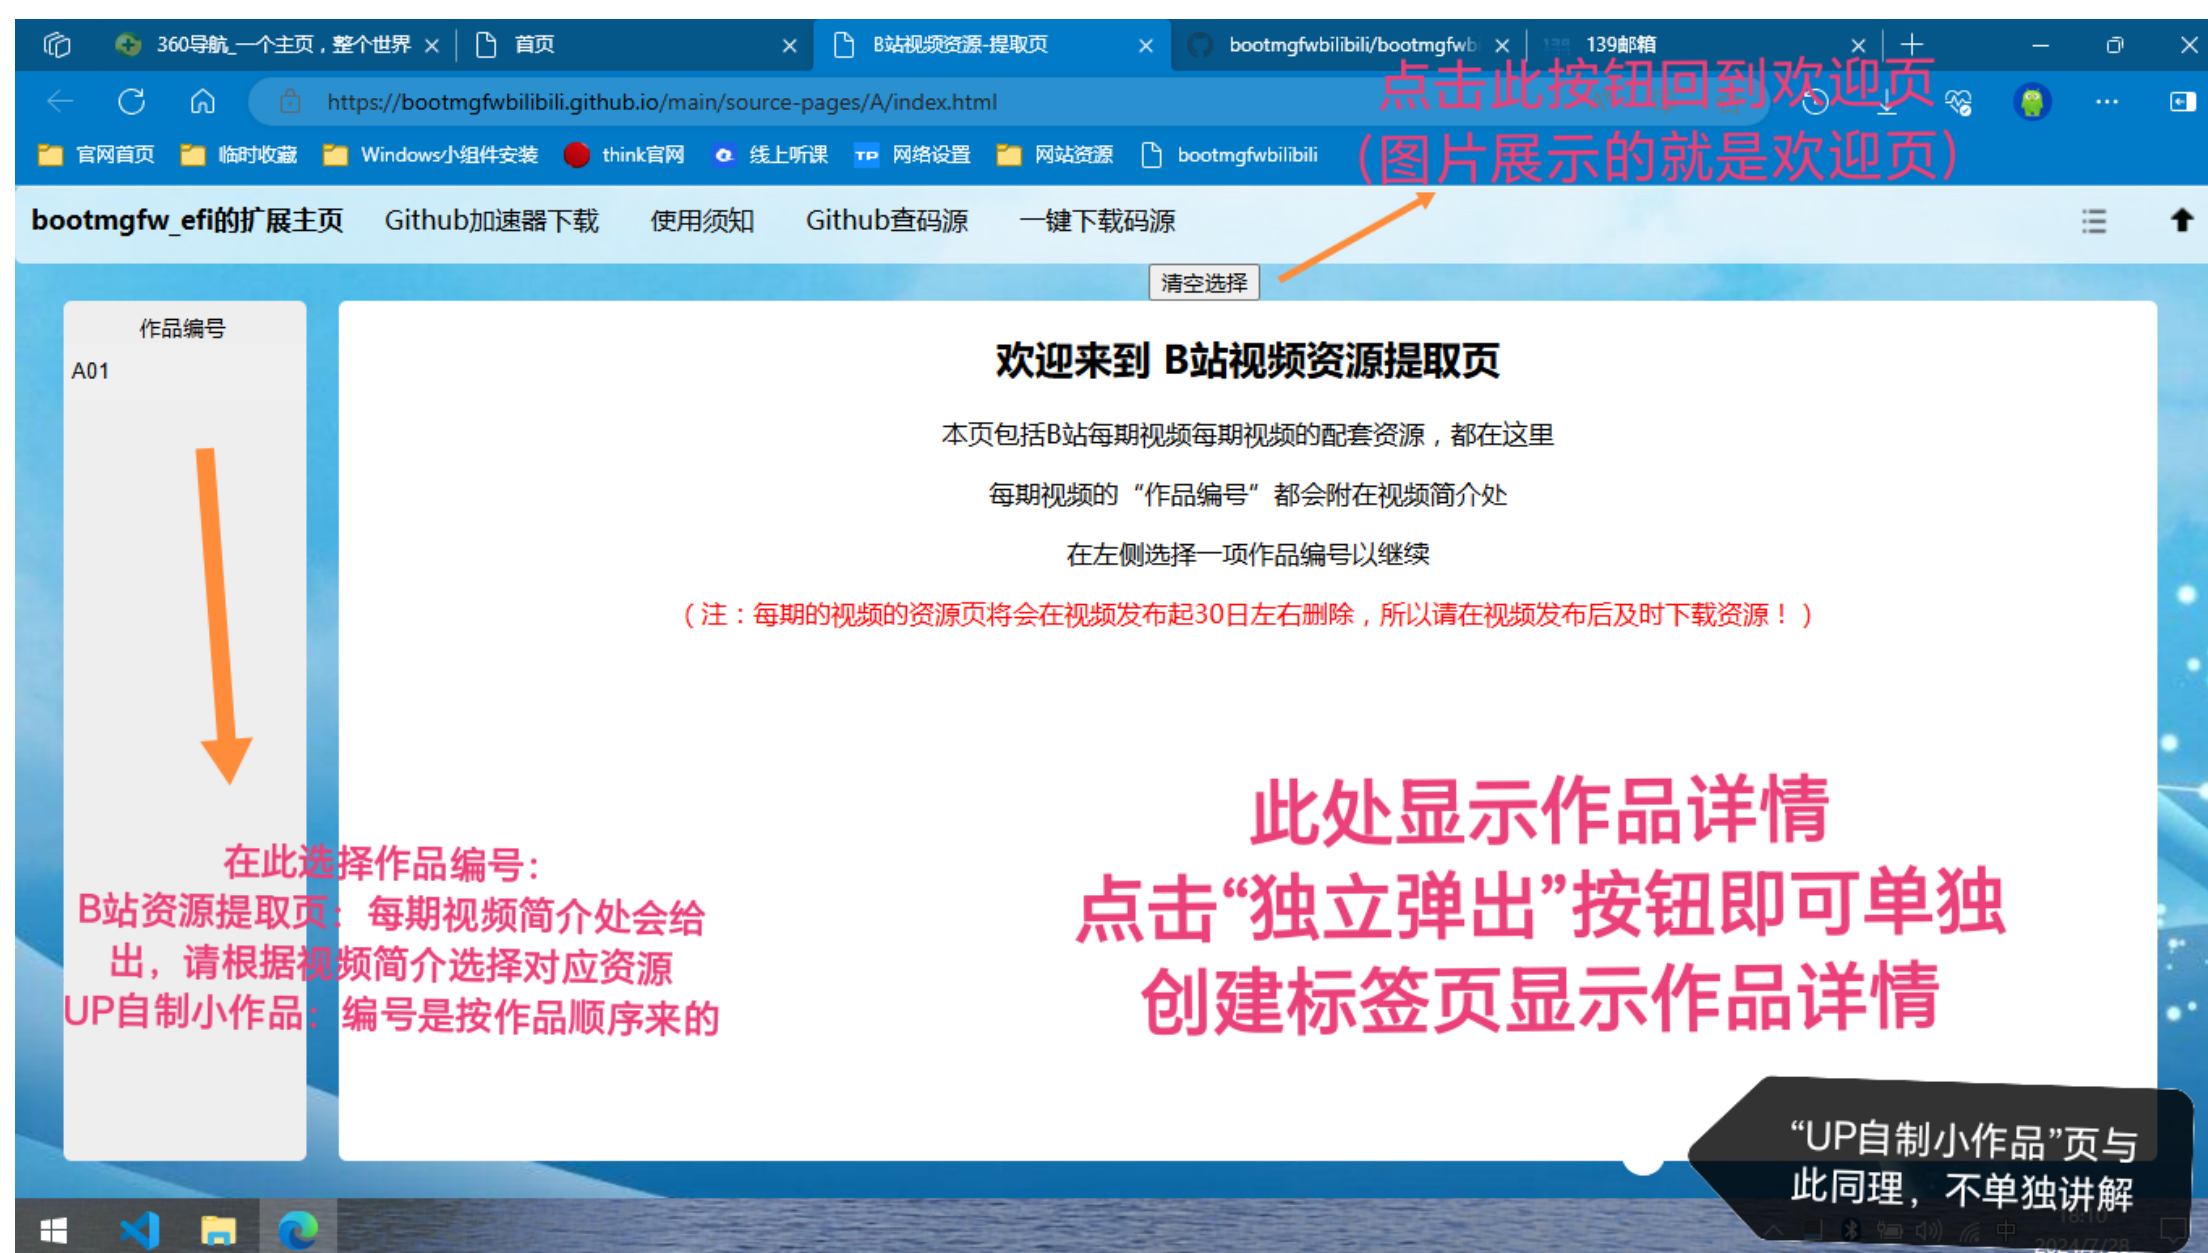 360导航_一个主页，整个世界
首页
B站视频资源-提取页
bootmgfwbilibili/bootmgfwb
139邮箱
https://bootmgfwbilibili.github.io/main/source-pages/A/index.html
点击此按钮回到欢迎页
（图片展示的就是欢迎页）
官网首页
临时收藏
Windows小组件安装
think官网
线上听课
TP 网络设置
网站资源
bootmgfwbilibili
bootmgfw_efi的扩展主页
Github加速器下载
使用须知
Github查码源
一键下载码源
清空选择
作品编号
A01
欢迎来到 B站视频资源提取页
本页包括B站每期视频每期视频的配套资源，都在这里
每期视频的“作品编号”都会附在视频简介处
在左侧选择一项作品编号以继续
（注：每期的视频的资源页将会在视频发布起30日左右删除，所以请在视频发布后及时下载资源！）
此处显示作品详情
点击“独立弹出”按钮即可单独
创建标签页显示作品详情
在此选择作品编号：
B站资源提取页：每期视频简介处会给
出，请根据视频简介选择对应资源
UP自制小作品：编号是按作品顺序来的
“UP自制小作品”页与
此同理，不单独讲解
中
18:10
2024/7/28